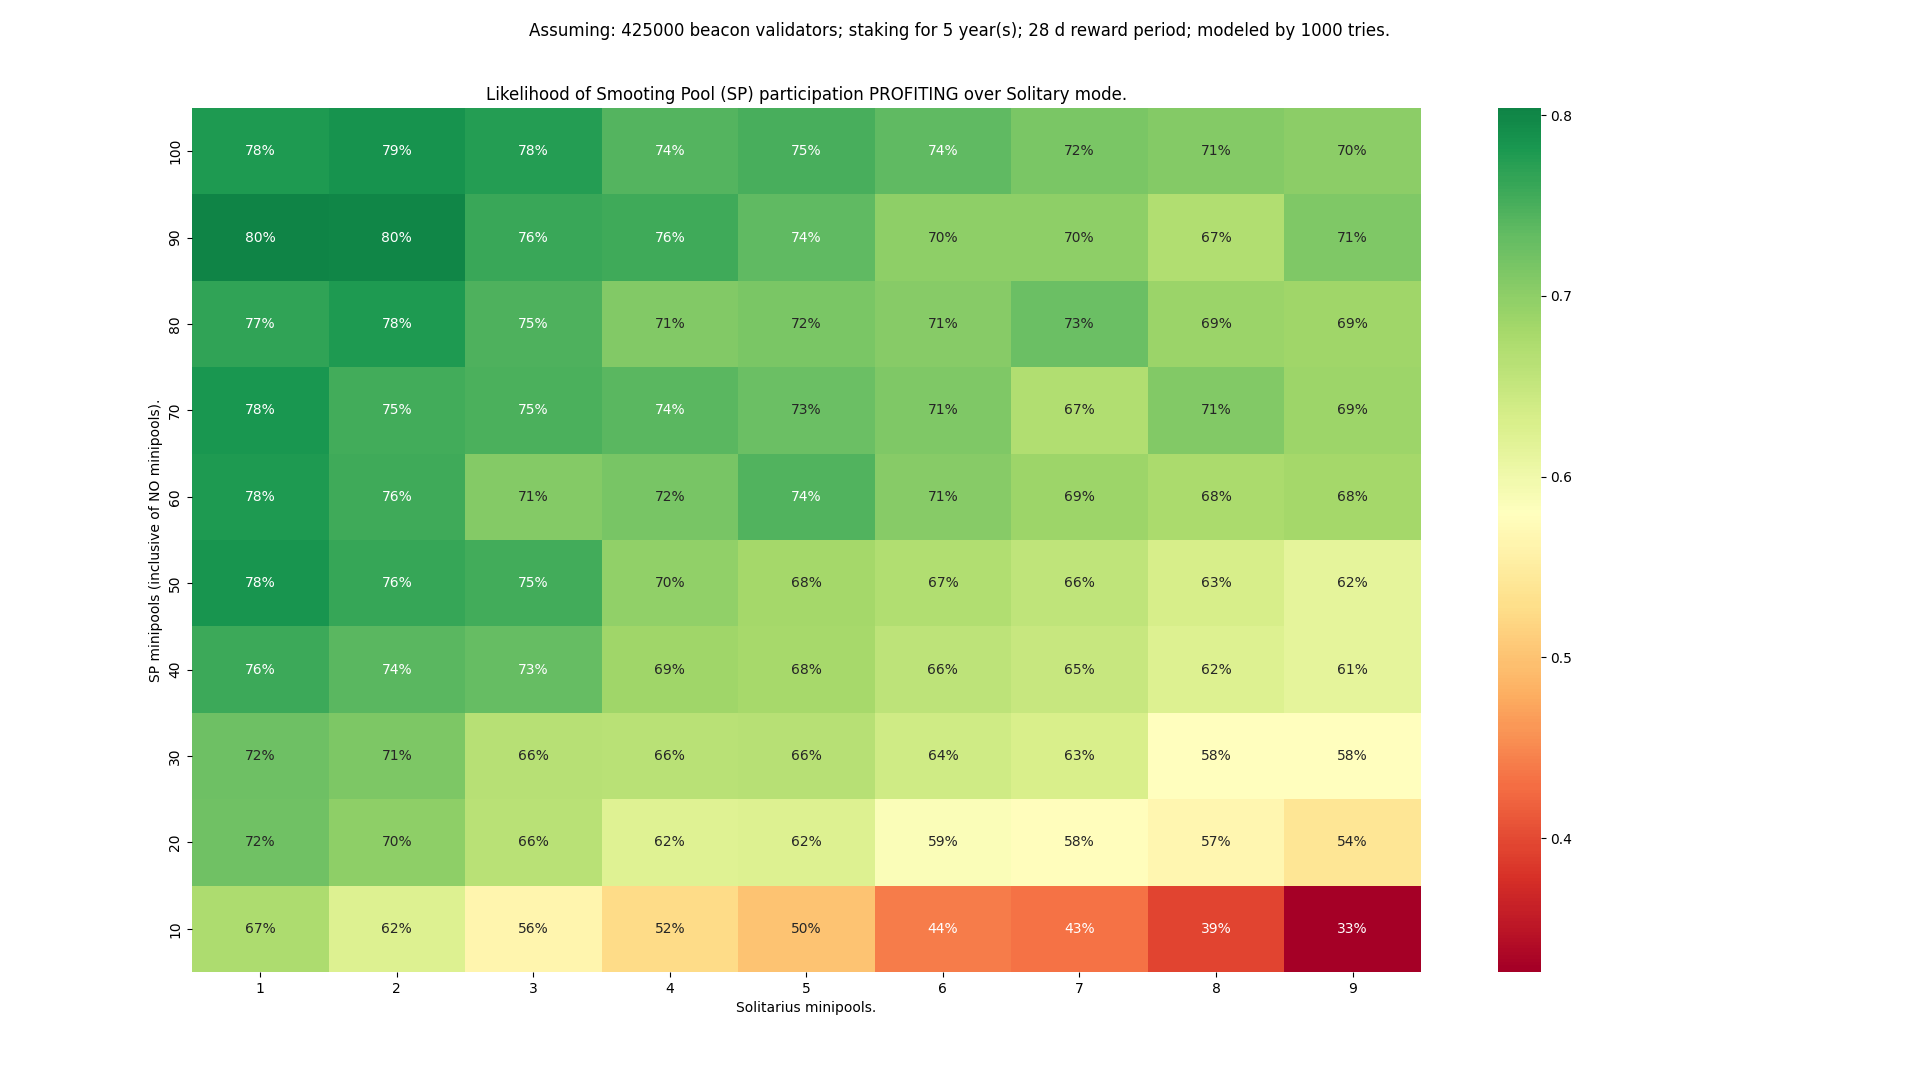 Assuming: 425000 beacon validators; staking for 5 year(s); 28 d reward period; modeled by 1000 tries.
Likelihood of Smooting Pool (SP) participation PROFITING over Solitary mode.
SP minipools (inclusive of NO minipools).
100 78% 79% 78% 74% 75% 74% 72% 71% 70%
90 80% 80% 76% 76% 74% 70% 70% 67% 71%
80 77% 78% 75% 71% 72% 71% 73% 69% 69%
70 78% 75% 75% 74% 73% 71% 67% 71% 69%
60 78% 76% 71% 72% 74% 71% 69% 68% 68%
50 78% 76% 75% 70% 68% 67% 66% 63% 62%
40 76% 74% 73% 69% 68% 66% 65% 62% 61%
30 72% 71% 66% 66% 66% 64% 63% 58% 58%
20 72% 70% 66% 62% 62% 59% 58% 57% 54%
10 67% 62% 56% 52% 50% 44% 43% 39% 33%
1 2 3 4 5 6 7 8 9
Solitarius minipools.
0.8
0.7
0.6
0.5
0.4